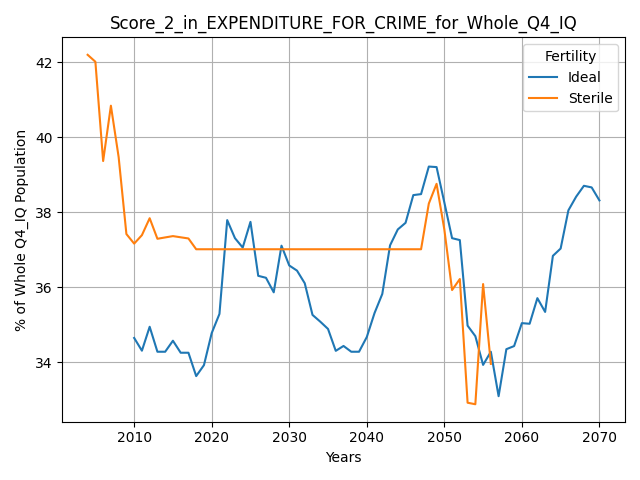 Score_2_in_EXPENDITURE_FOR_CRIME_for_Whole_Q4_IQ
Fertility
Ideal
Sterile
% of Whole Q4_IQ Population
42
40
38
36
34
2010 2020 2030 2040 2050 2060 2070
Years